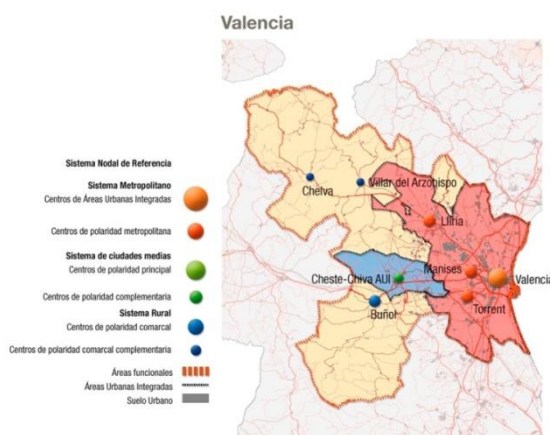 Valencia
Sistema Nodal de Referencia
Sistema Metropolitano
Centros de Áreas Urbanas Integradas
Centros de polaridad metropolitana
Sistema de ciudades medias
Centros de polaridad principal
Centros de polaridad complementaria
Sistema Rural
Centros de polaridad comarcal
Centros de polaridad comarcal complementaria
Áreas funcionales
Áreas Urbanas Integradas
Suelo Urbano
Chelva
Villar del Arzobispo
Llíria
Manises
Valencia
Cheste-Chiva AUI
Torrent
Buñol